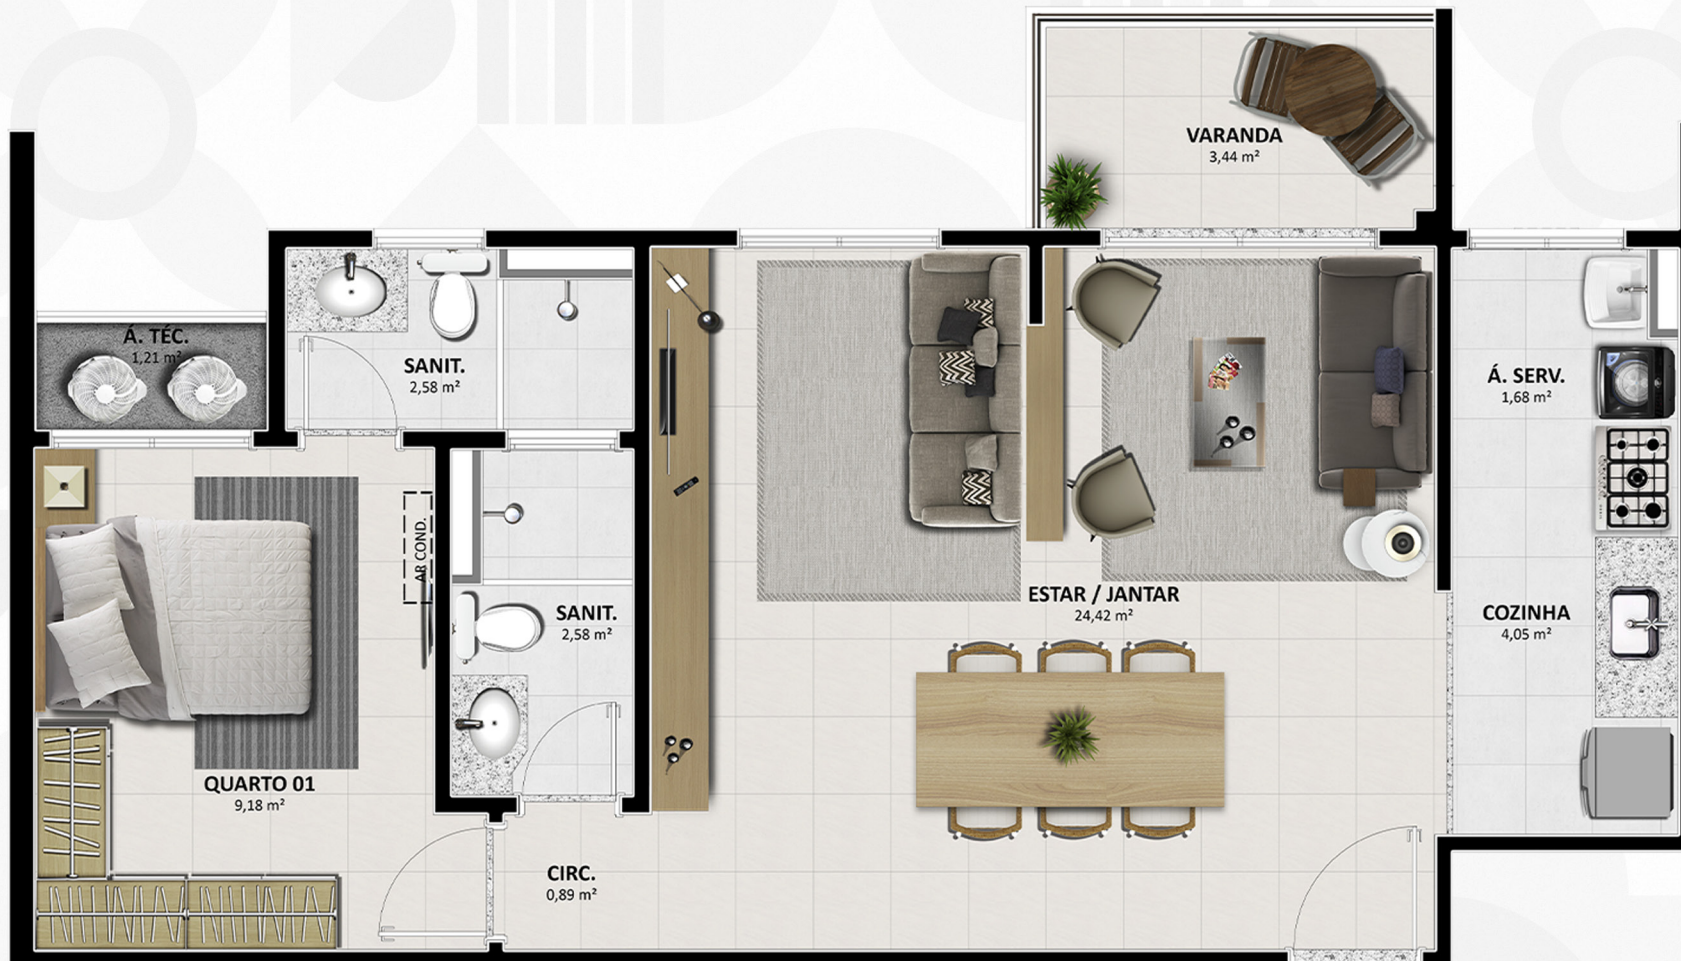 VARANDA
3,44 m²
Á. TÉC.
1,21 m²
SANIT.
2,58 m²
Á. SERV.
1,68 m²
AR COND.
SANIT.
2,58 m²
ESTAR / JANTAR
24,42 m²
COZINHA
4,05 m²
QUARTO 01
9,18 m²
CIRC.
0,89 m²